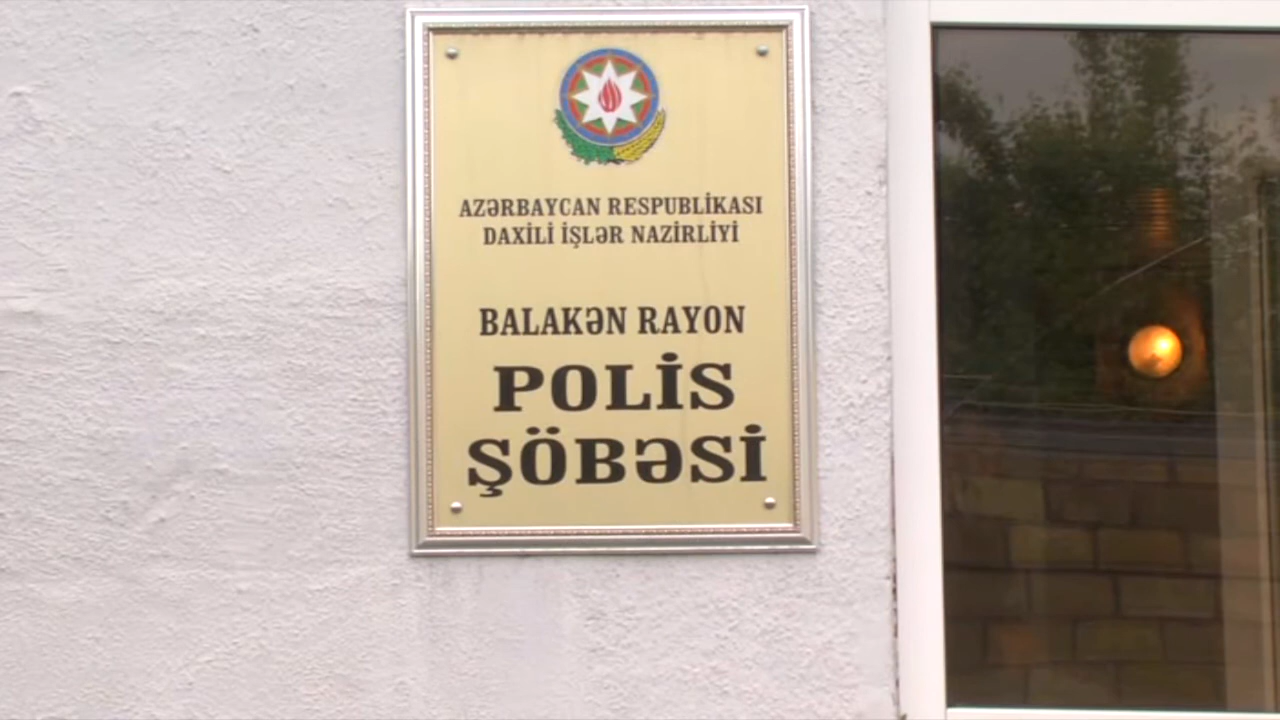 AZƏRBAYCAN RESPUBLİKASI
DAXİLİ İŞLƏR NAZİRLİYİ
BALAKƏN RAYON
POLİS
ŞÖBƏSİ